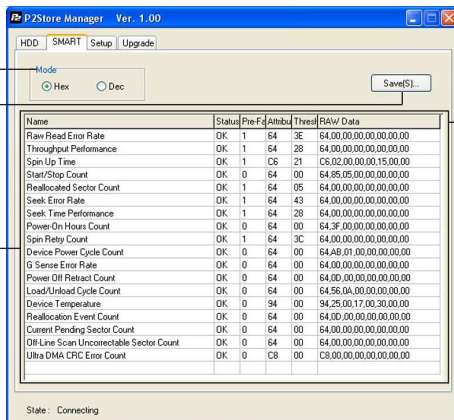 P2Store Manager Ver. 1.00
HDD SMART Setup Upgrade
Mode
Hex Dec
Save(S)...
Name Status Pre-Fa Attribu Thresh RAW Data
Raw Read Error Rate OK 1 64 3E 64,00,00,00,00,00,00,00
Throughput Performance OK 1 64 28 64,00,00,00,00,00,00,00
Spin Up Time OK 1 C6 21 C6,02,00,00,00,15,00,00
Start/Stop Count OK 0 64 00 64,85,05,00,00,00,00,00
Reallocated Sector Count OK 1 64 05 64,00,00,00,00,00,00,00
Seek Error Rate OK 1 64 43 64,00,00,00,00,00,00,00
Seek Time Performance OK 1 64 28 64,00,00,00,00,00,00,00
Power-On Hours Count OK 0 64 00 64,3F,00,00,00,00,00,00
Spin Retry Count OK 1 64 3C 64,00,00,00,00,00,00,00
Device Power Cycle Count OK 0 64 00 64,AB,01,00,00,00,00,00
G Sense Error Rate OK 0 64 00 64,00,00,00,00,00,00,00
Power Off Retract Count OK 0 64 00 64,0D,00,00,00,00,00,00
Load/Unload Cycle Count OK 0 64 00 64,56,0A,00,00,00,00,00
Device Temperature OK 0 94 00 94,25,00,17,00,30,00,00
Reallocation Event Count OK 0 64 00 64,0D,00,00,00,00,00,00
Current Pending Sector Count OK 0 64 00 64,00,00,00,00,00,00,00
Off-Line Scan Uncorrectable Sector Count OK 0 64 00 64,00,00,00,00,00,00,00
Ultra DMA CRC Error Count OK 0 C8 00 C8,00,00,00,00,00,00,00
State : Connecting